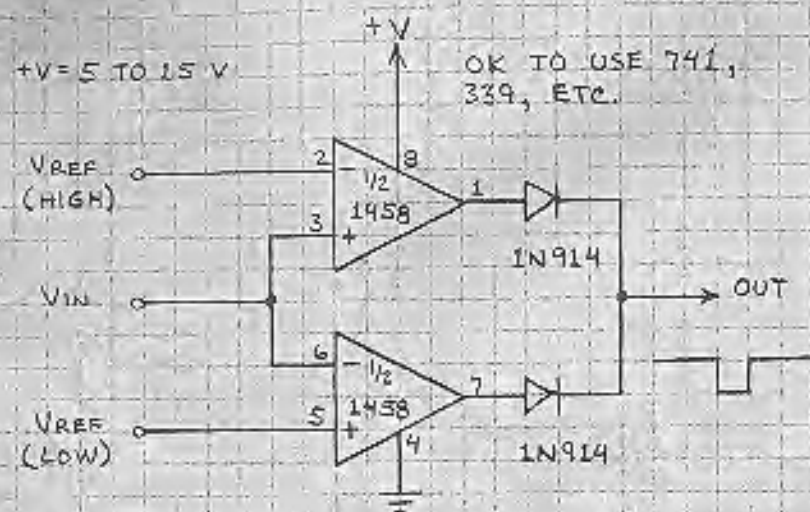 +V
+V = 5 TO 15 V
OK TO USE 741,
339, ETC.
VREF
(HIGH)
2
-
8
1/2
1458
1
3
+
1N914
VIN
OUT
6
-
1/2
1458
7
5
+
4
VREF
(LOW)
1N914